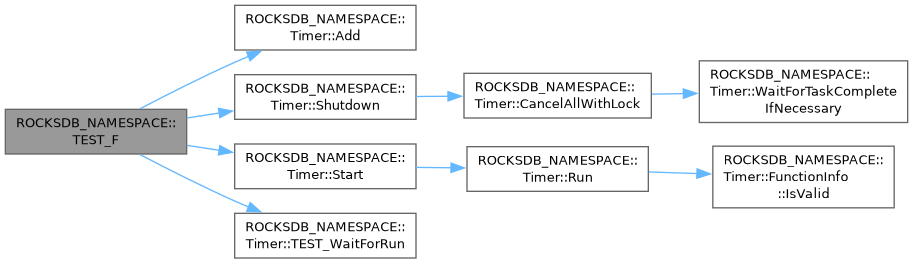 ROCKSDB_NAMESPACE::
TEST_F
ROCKSDB_NAMESPACE::
Timer::Add
ROCKSDB_NAMESPACE::
Timer::Shutdown
ROCKSDB_NAMESPACE::
Timer::CancelAllWithLock
ROCKSDB_NAMESPACE::
Timer::WaitForTaskComplete
IfNecessary
ROCKSDB_NAMESPACE::
Timer::Start
ROCKSDB_NAMESPACE::
Timer::Run
ROCKSDB_NAMESPACE::
Timer::FunctionInfo
::IsValid
ROCKSDB_NAMESPACE::
Timer::TEST_WaitForRun